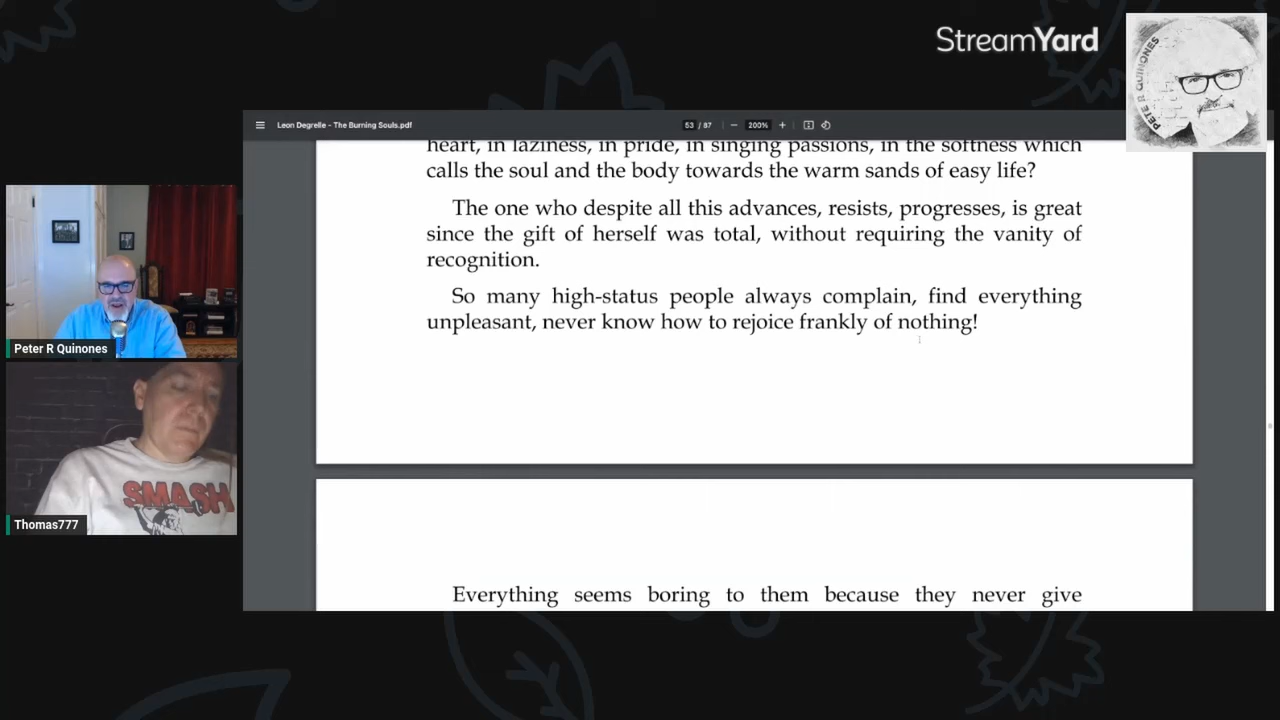 StreamYard
PETE R QUINONES
Leon Degrelle - The Burning Souls.pdf
53 / 87
200%
heart, in laziness, in pride, in singing passions, in the softness which
calls the soul and the body towards the warm sands of easy life?
The one who despite all this advances, resists, progresses, is great
since the gift of herself was total, without requiring the vanity of
recognition.
So many high-status people always complain, find everything
unpleasant, never know how to rejoice frankly of nothing!
Everything seems boring to them because they never give
Peter R Quinones
SMASH
Thomas777